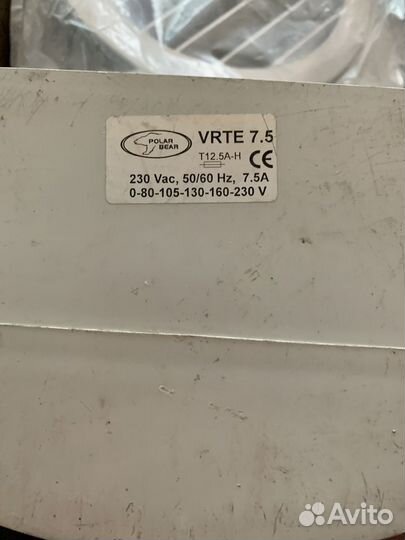 POLAR
BEAR
VRTE 7.5
T12.5A-H CE
230 Vac, 50/60 Hz, 7.5A
0-80-105-130-160-230 V
Avito